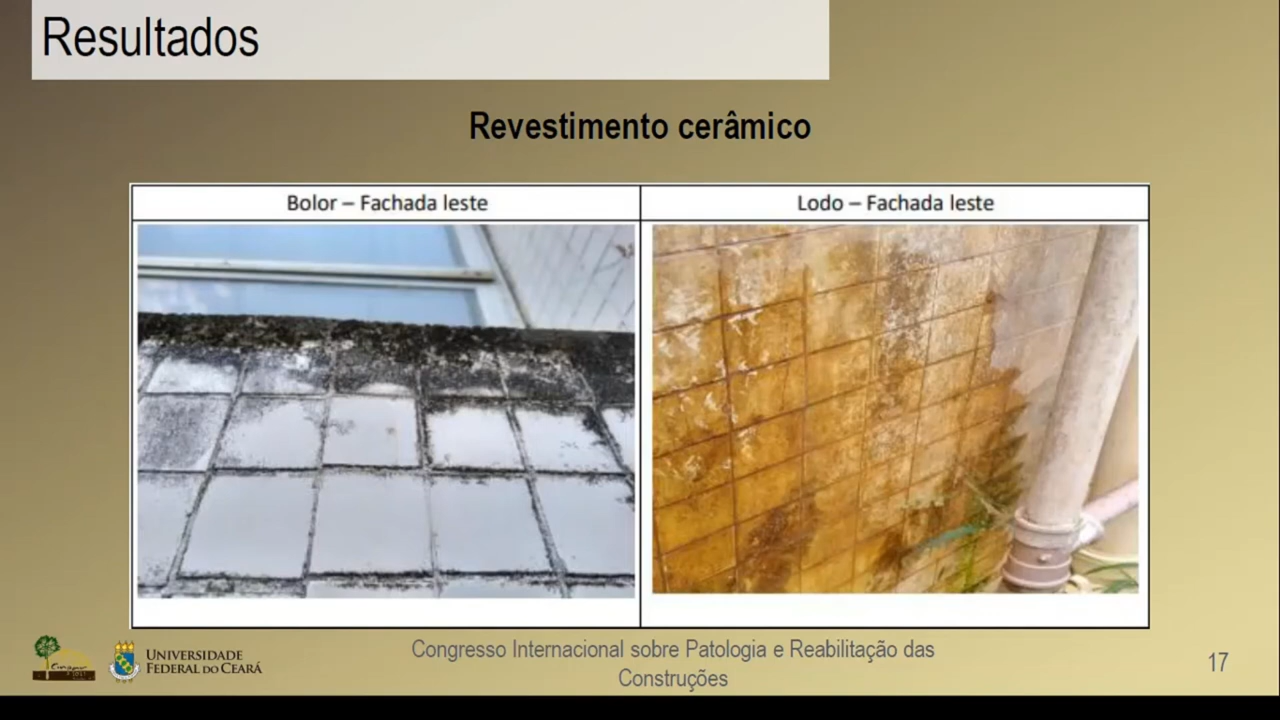 Resultados
Revestimento cerâmico
Bolor – Fachada leste
Lodo – Fachada leste
UNIVERSIDADE
FEDERAL DO CEARÁ
Congresso Internacional sobre Patologia e Reabilitação das
Construções
17